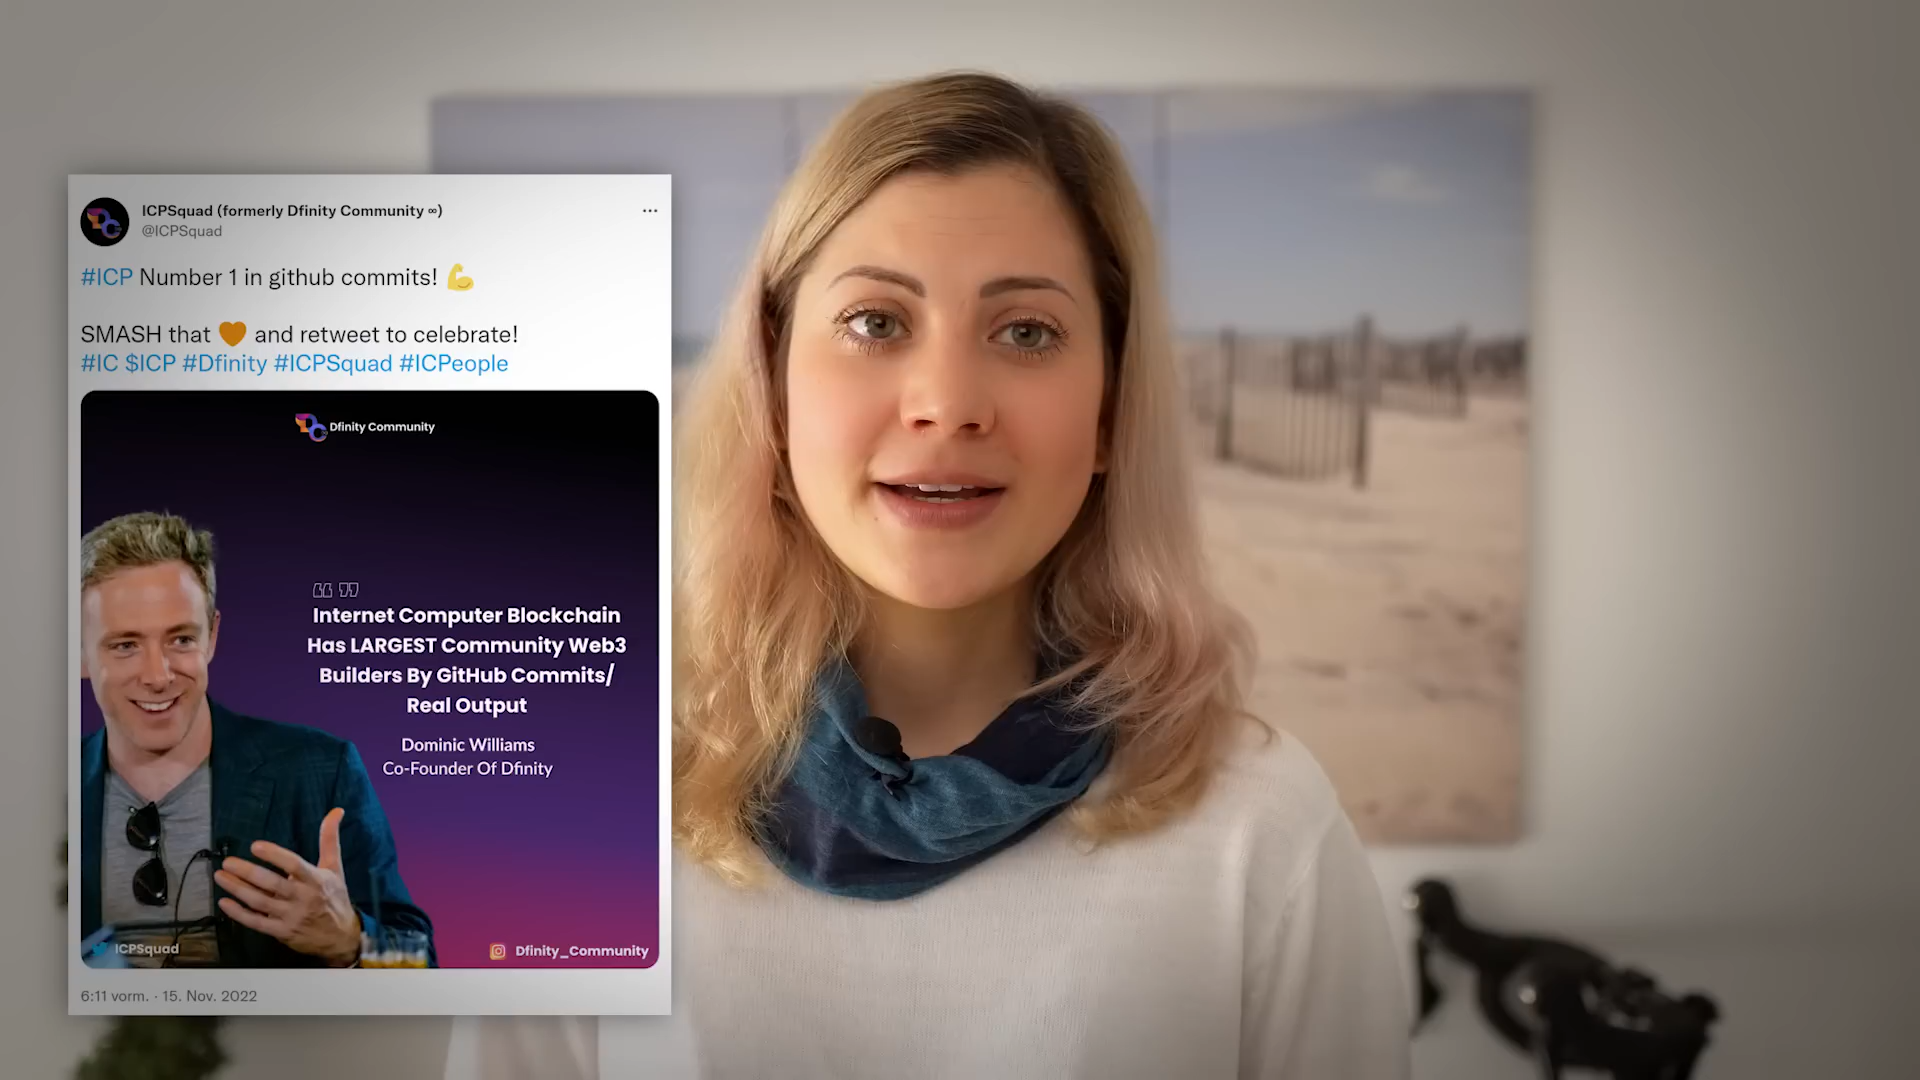 ICPSquad (formerly Dfinity Community ∞)
@ICPSquad
#ICP Number 1 in github commits! 💪
SMASH that 🧡 and retweet to celebrate!
#IC $ICP #Dfinity #ICPSquad #ICPeople
Dfinity Community
Internet Computer Blockchain
Has LARGEST Community Web3
Builders By GitHub Commits/
Real Output
Dominic Williams
Co-Founder Of Dfinity
ICPSquad
Dfinity_Community
6:11 vorm. · 15. Nov. 2022